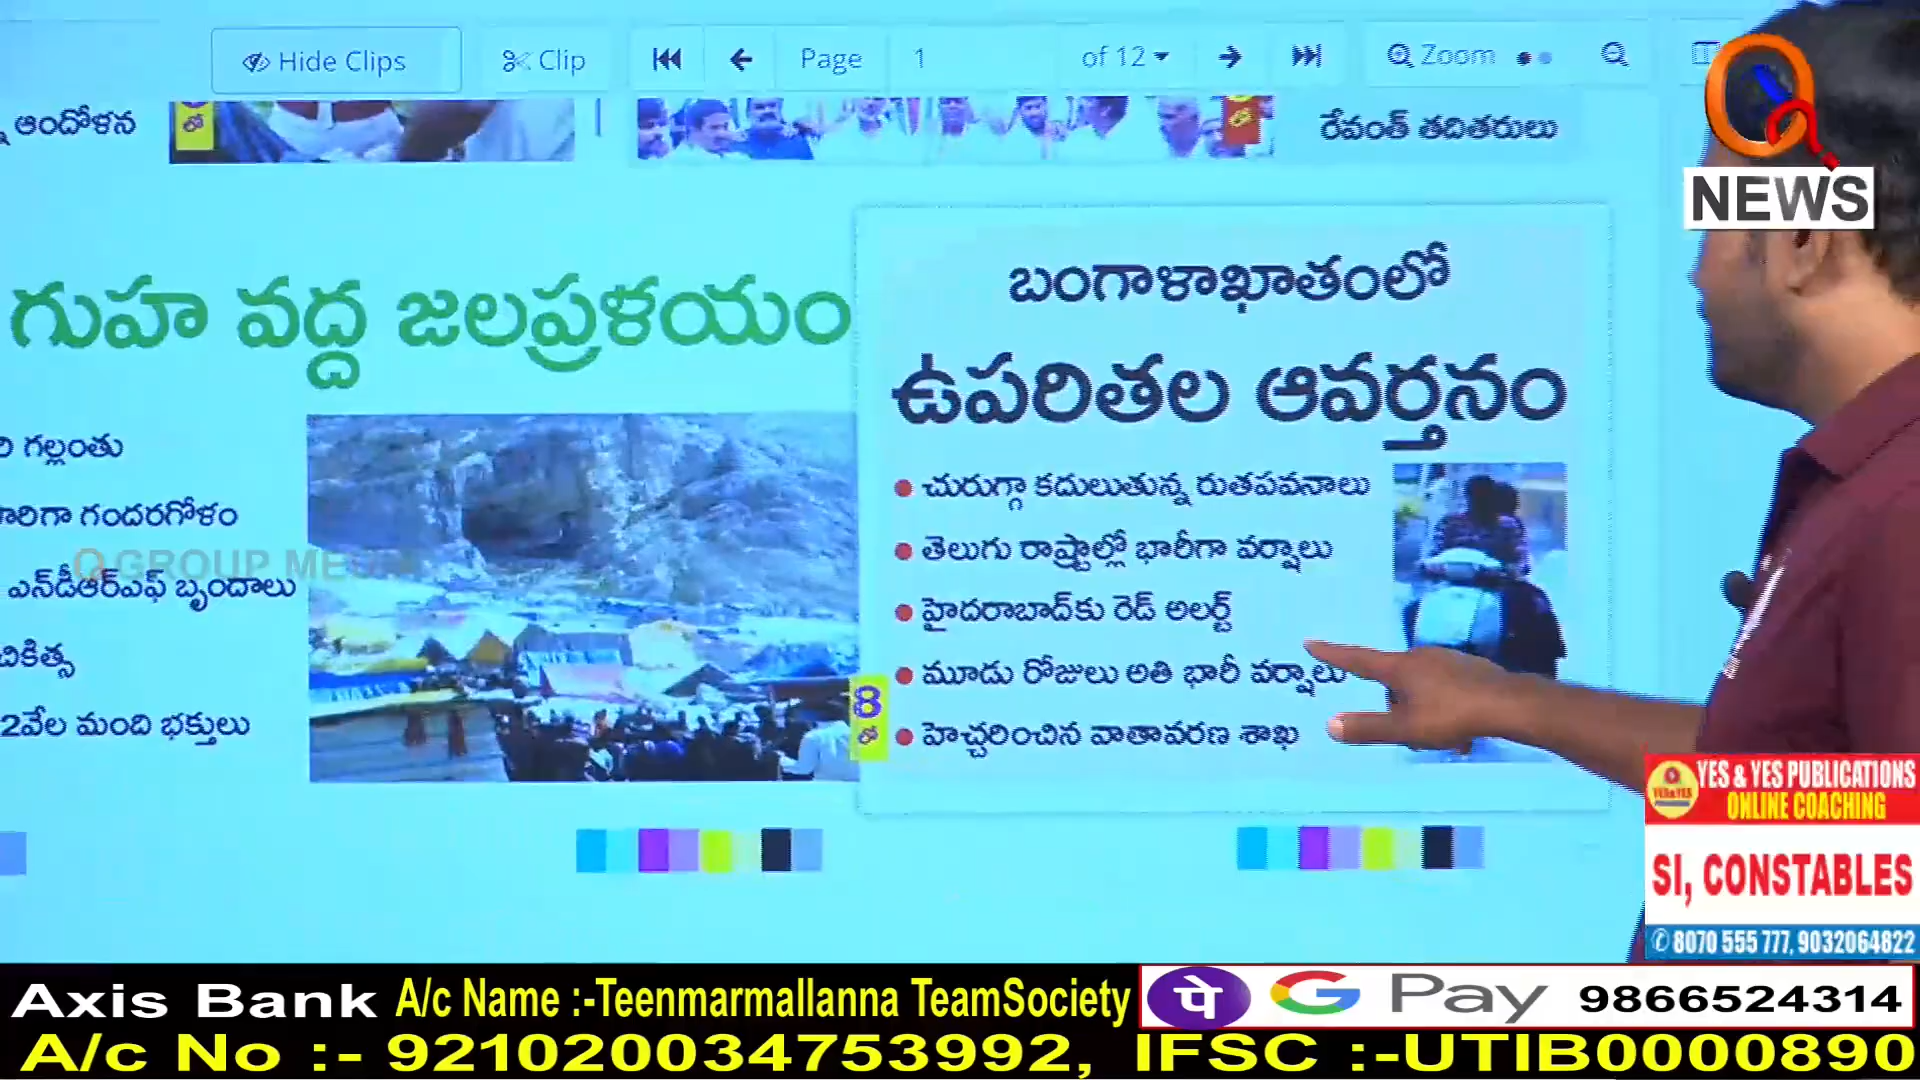 Hide Clips
Clip
Page
1
of 12
Zoom
Q
NEWS
ఆందోళన
లో
రేవంత్ తదితరులు
గుహ వద్ద జలప్రళయం
గల్లంతు
గందరగోళం
ఎన్‌డీఆర్‌ఎఫ్ బృందాలు
చికిత్స
2వేల మంది భక్తులు
Q GROUP MEDIA
బంగాళాఖాతంలో
ఉపరితల ఆవర్తనం
• చురుగ్గా కదులుతున్న రుతపవనాలు
• తెలుగు రాష్ట్రాల్లో భారీగా వర్షాలు
• హైదరాబాద్‌కు రెడ్ అలర్ట్
• మూడు రోజులు అతి భారీ వర్షాలు
• హెచ్చరించిన వాతావరణ శాఖ
8
లో
YES & YES PUBLICATIONS
ONLINE COACHING
SI, CONSTABLES
8070 555 777, 9032064822
Axis Bank A/c Name :-Teenmarmallanna TeamSociety
पे G Pay 9866524314
A/c No :- 921020034753992, IFSC :-UTIB0000890